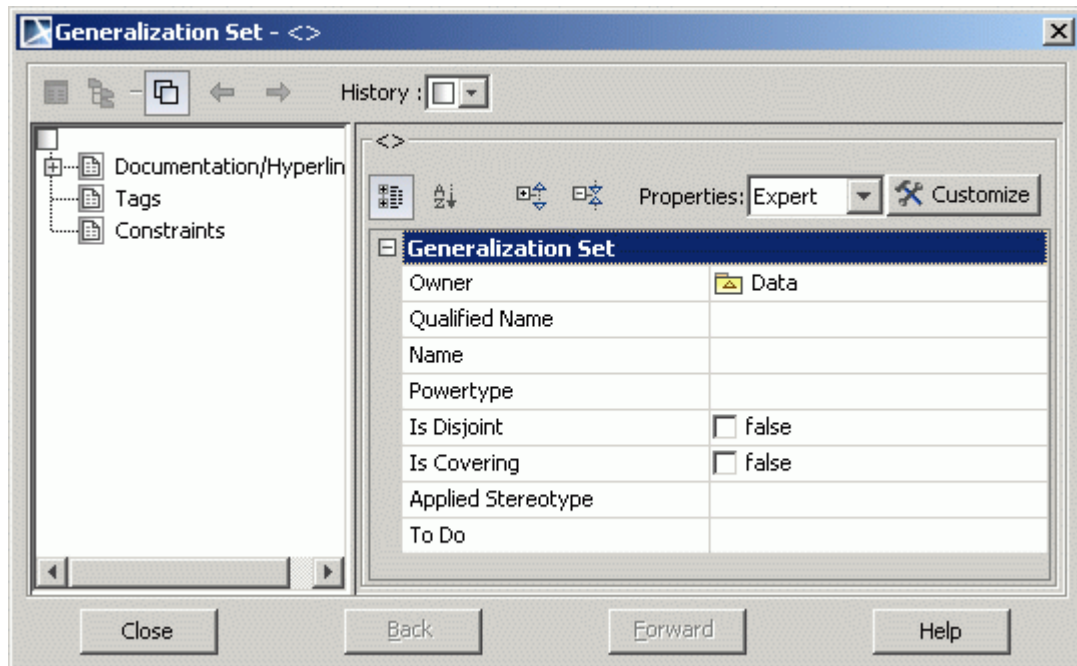 Generalization Set - <>
History :
Documentation/Hyperlin
Tags
Constraints
<>
Properties: Expert Customize
Generalization Set
Owner Data
Qualified Name
Name
Powertype
Is Disjoint false
Is Covering false
Applied Stereotype
To Do
Close Back Forward Help